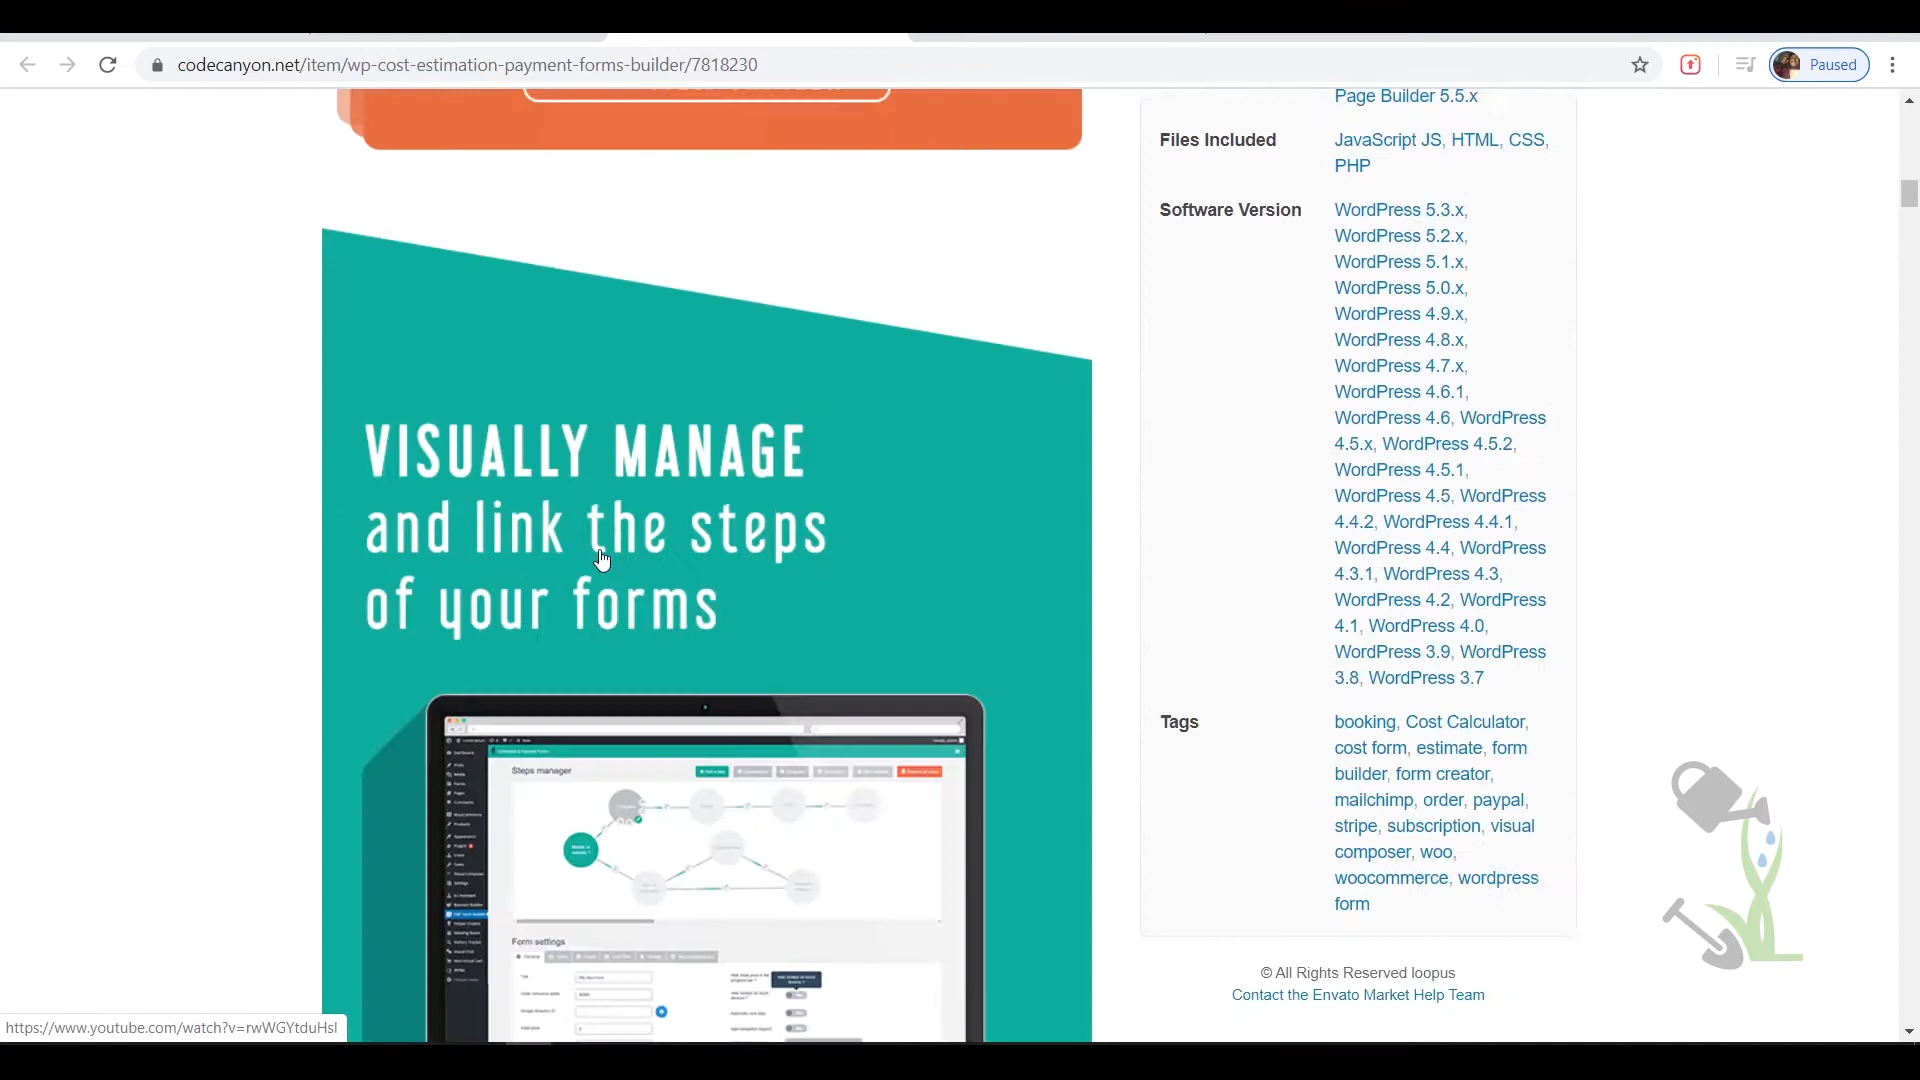 codecanyon.net/item/wp-cost-estimation-payment-forms-builder/7818230
Paused
Page Builder 5.5.x
Files Included
JavaScript JS, HTML, CSS,
PHP
Software Version
WordPress 5.3.x,
WordPress 5.2.x,
WordPress 5.1.x,
WordPress 5.0.x,
WordPress 4.9.x,
WordPress 4.8.x,
WordPress 4.7.x,
WordPress 4.6.1,
WordPress 4.6, WordPress
4.5.x, WordPress 4.5.2,
WordPress 4.5.1,
WordPress 4.5, WordPress
4.4.2, WordPress 4.4.1,
WordPress 4.4, WordPress
4.3.1, WordPress 4.3,
WordPress 4.2, WordPress
4.1, WordPress 4.0,
WordPress 3.9, WordPress
3.8, WordPress 3.7
VISUALLY MANAGE
and link the steps
of your forms
Steps manager
Form settings
Tags
booking, Cost Calculator,
cost form, estimate, form
builder, form creator,
mailchimp, order, paypal,
stripe, subscription, visual
composer, woo,
woocommerce, wordpress
form
© All Rights Reserved loopus
Contact the Envato Market Help Team
https://www.youtube.com/watch?v=rwWGYtduHsI